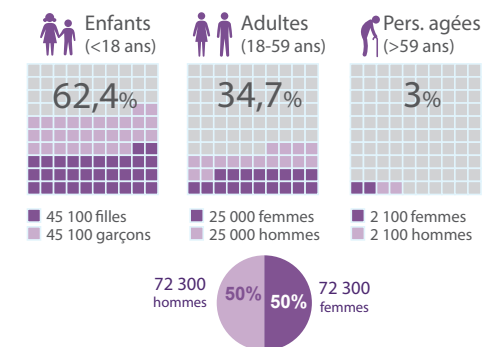 Enfants
(<18 ans)
Adultes
(18-59 ans)
Pers. agées
(>59 ans)
62,4%
34,7%
3%
45 100 filles
45 100 garçons
25 000 femmes
25 000 hommes
2 100 femmes
2 100 hommes
72 300
hommes
50%
50%
72 300
femmes